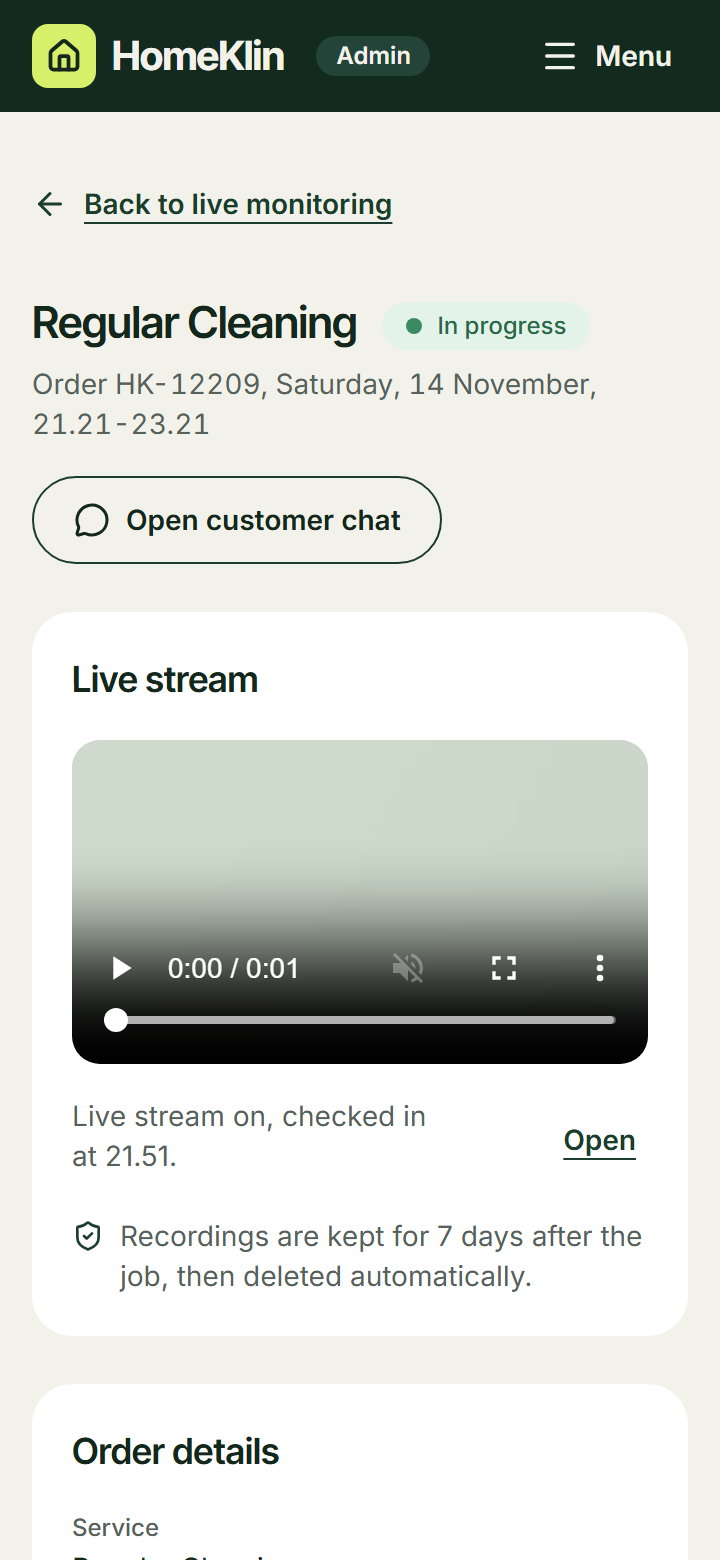 HomeKlin
Admin
Menu
Back to live monitoring
Regular Cleaning
In progress
Order HK-12209, Saturday, 14 November,
21.21-23.21
Open customer chat
Live stream
0:00 / 0:01
Live stream on, checked in
at 21.51.
Open
Recordings are kept for 7 days after the
job, then deleted automatically.
Order details
Service